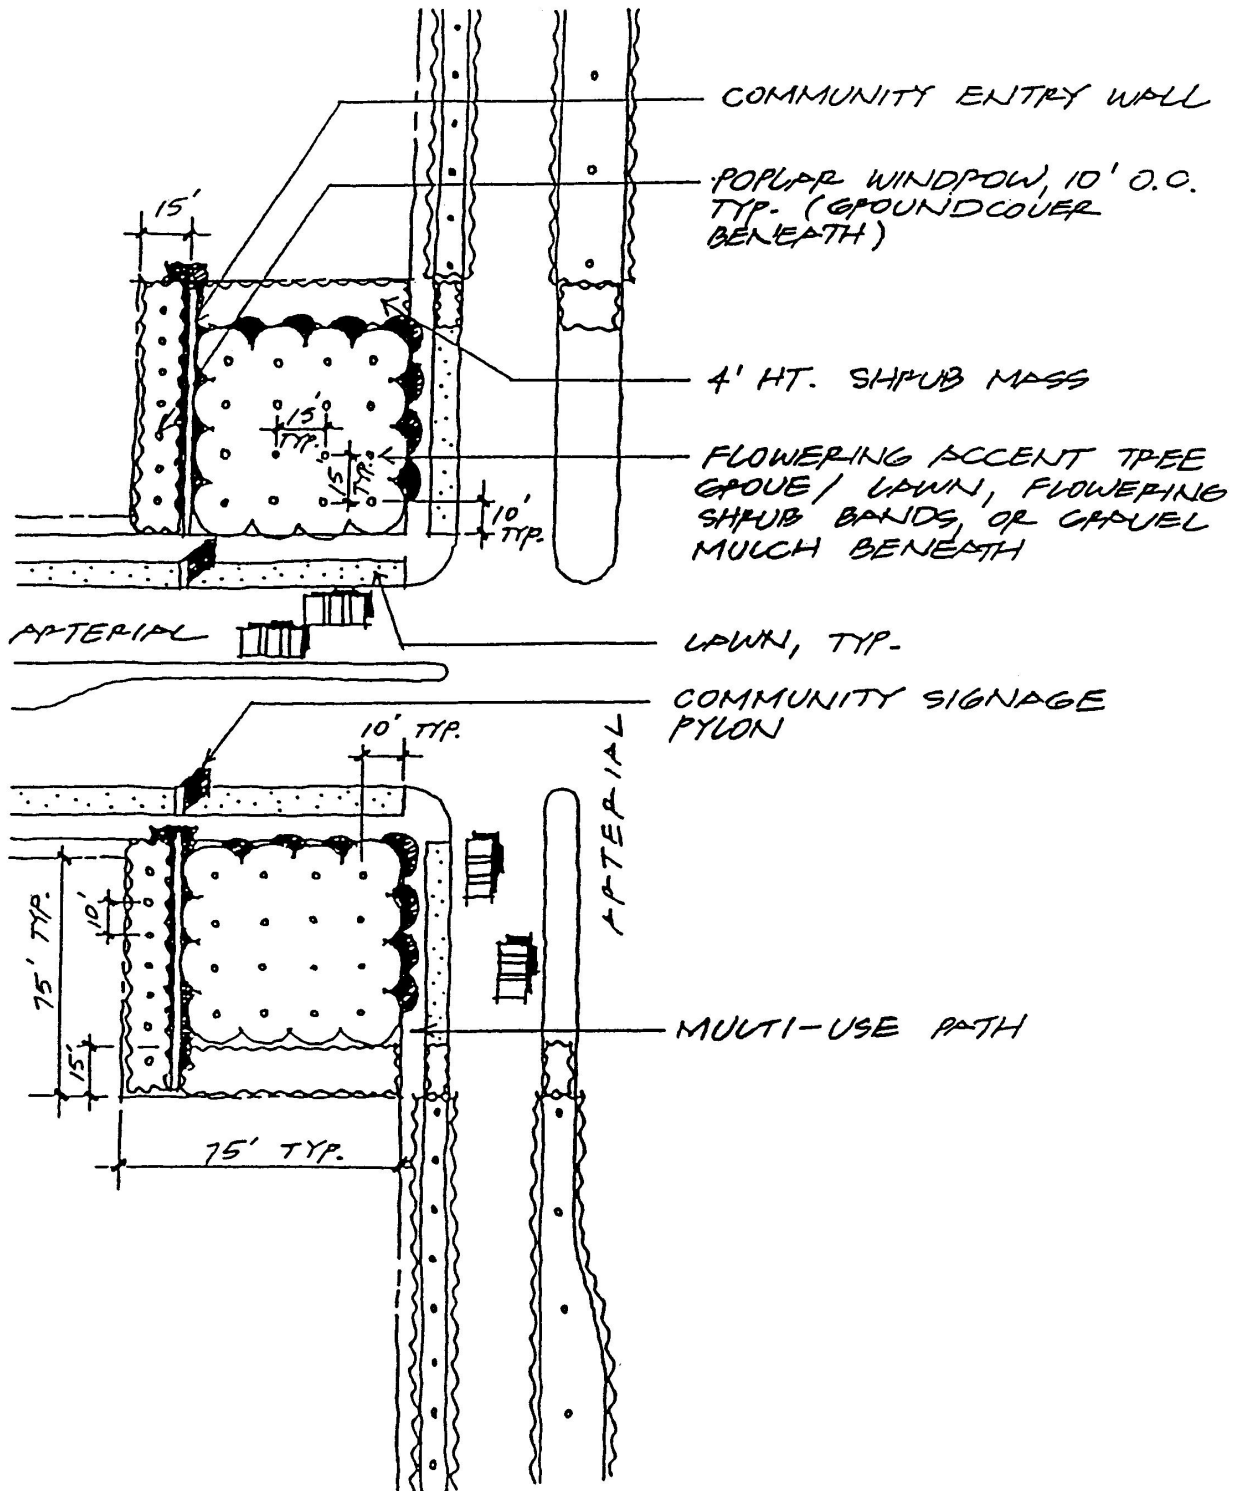 COMMUNITY ENTRY WALL
POPLAR WINDROW, 10' O.C.
TYP. (GROUNDCOVER
BENEATH)
15'
4' HT. SHRUB MASS
15'
TYP.
15'
TYP.
10'
TYP.
FLOWERING ACCENT TREE
GROVE/ LAWN, FLOWERING
SHRUB BANDS, OR GRAVEL
MULCH BENEATH
ARTERIAL
LAWN, TYP.
COMMUNITY SIGNAGE
PYLON
10' TYP.
ARTERIAL
75' TYP.
10'
15'
MULTI-USE PATH
75' TYP.